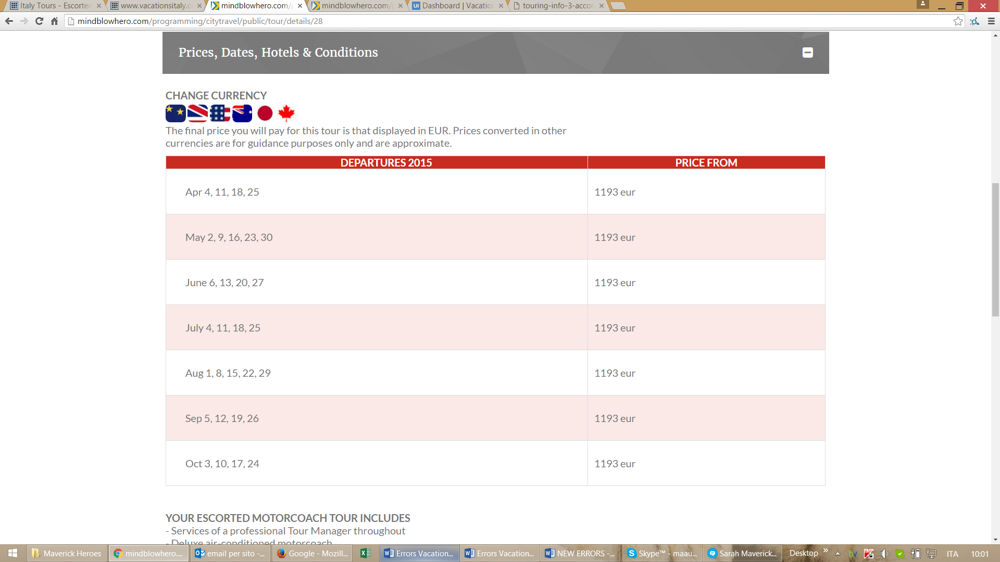 Italy Tours - Escorted
www.vacationsitaly.c
mindblowhero.com/
mindblowhero.com/
UI Dashboard | Vacatio
touring-info-3-acco
mindblowhero.com/programming/citytravel/public/tour/details/28
Prices, Dates, Hotels & Conditions
CHANGE CURRENCY
The final price you will pay for this tour is that displayed in EUR. Prices converted in other
currencies are for guidance purposes only and are approximate.
DEPARTURES 2015 PRICE FROM
Apr 4, 11, 18, 25 1193 eur
May 2, 9, 16, 23, 30 1193 eur
June 6, 13, 20, 27 1193 eur
July 4, 11, 18, 25 1193 eur
Aug 1, 8, 15, 22, 29 1193 eur
Sep 5, 12, 19, 26 1193 eur
Oct 3, 10, 17, 24 1193 eur
YOUR ESCORTED MOTORCOACH TOUR INCLUDES
- Services of a professional Tour Manager throughout
- Deluxe air-conditioned motorcoach
Maverick Heroes
mindblowhero....
email per sito -...
Google - Mozill...
Errors Vacation...
Errors Vacation...
NEW ERRORS -...
Skype™ - maau...
Sarah Maverick...
Desktop
ITA
10:01